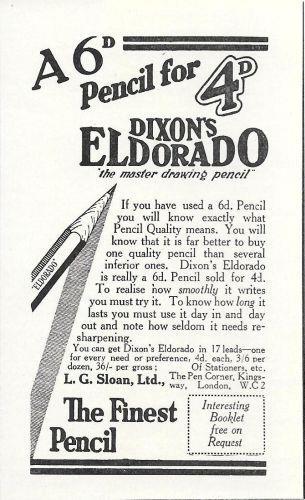 A 6D
Pencil for 4D
DIXON'S
ELDORADO
"the master drawing pencil"
"ELDORADO"
If you have used a 6d. Pencil
you will know exactly what
Pencil Quality means. You will
know that it is far better to buy
one quality pencil than several
inferior ones. Dixon's Eldorado
is really a 6d. Pencil sold for 4d.
To realise how smoothly it writes
you must try it. To know how long it
lasts you must use it day in and day
out and note how seldom it needs re-
sharpening.
You can get Dixon's Eldorado in 17 leads—one
for every need or preference, 4d. each, 3/6 per
dozen, 36/- per gross; Of Stationers, etc.
L. G. Sloan, Ltd., The Pen Corner, Kings-
way, London, W.C 2
The Finest
Pencil
Interesting
Booklet
free on
Request